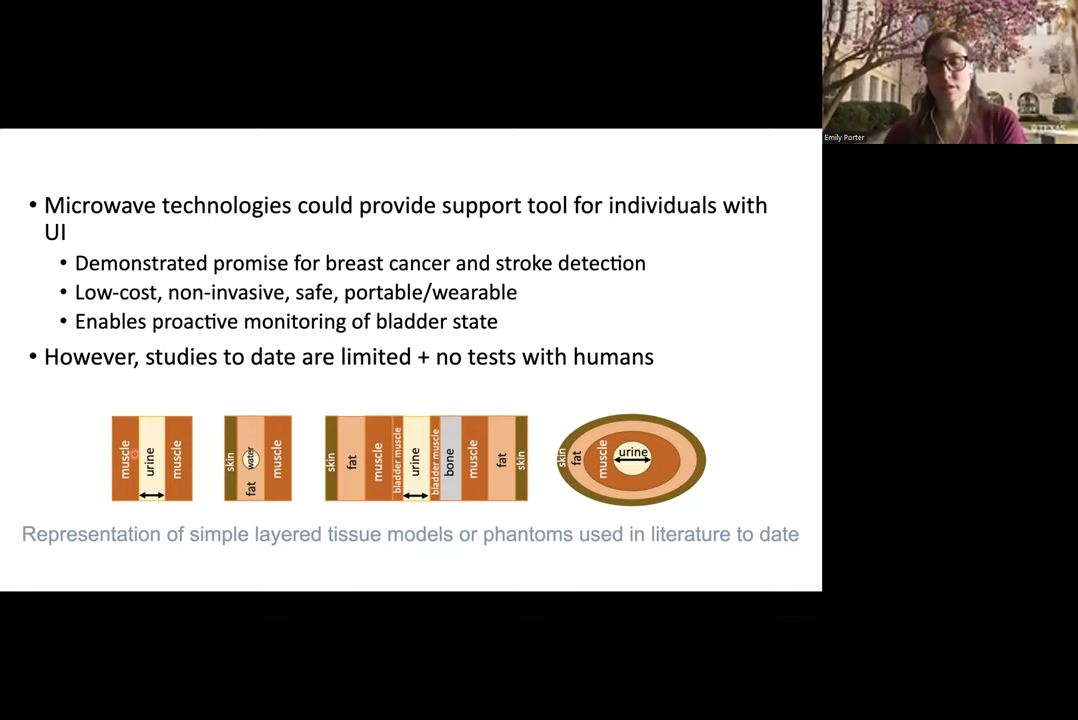 Emily Porter
• Microwave technologies could provide support tool for individuals with
UI
• Demonstrated promise for breast cancer and stroke detection
• Low-cost, non-invasive, safe, portable/wearable
• Enables proactive monitoring of bladder state
• However, studies to date are limited + no tests with humans
muscle
urine
muscle
skin
fat
water
muscle
skin
fat
muscle
bladder muscle
urine
bladder muscle
bone
muscle
fat
skin
skin
fat
muscle
urine
Representation of simple layered tissue models or phantoms used in literature to date